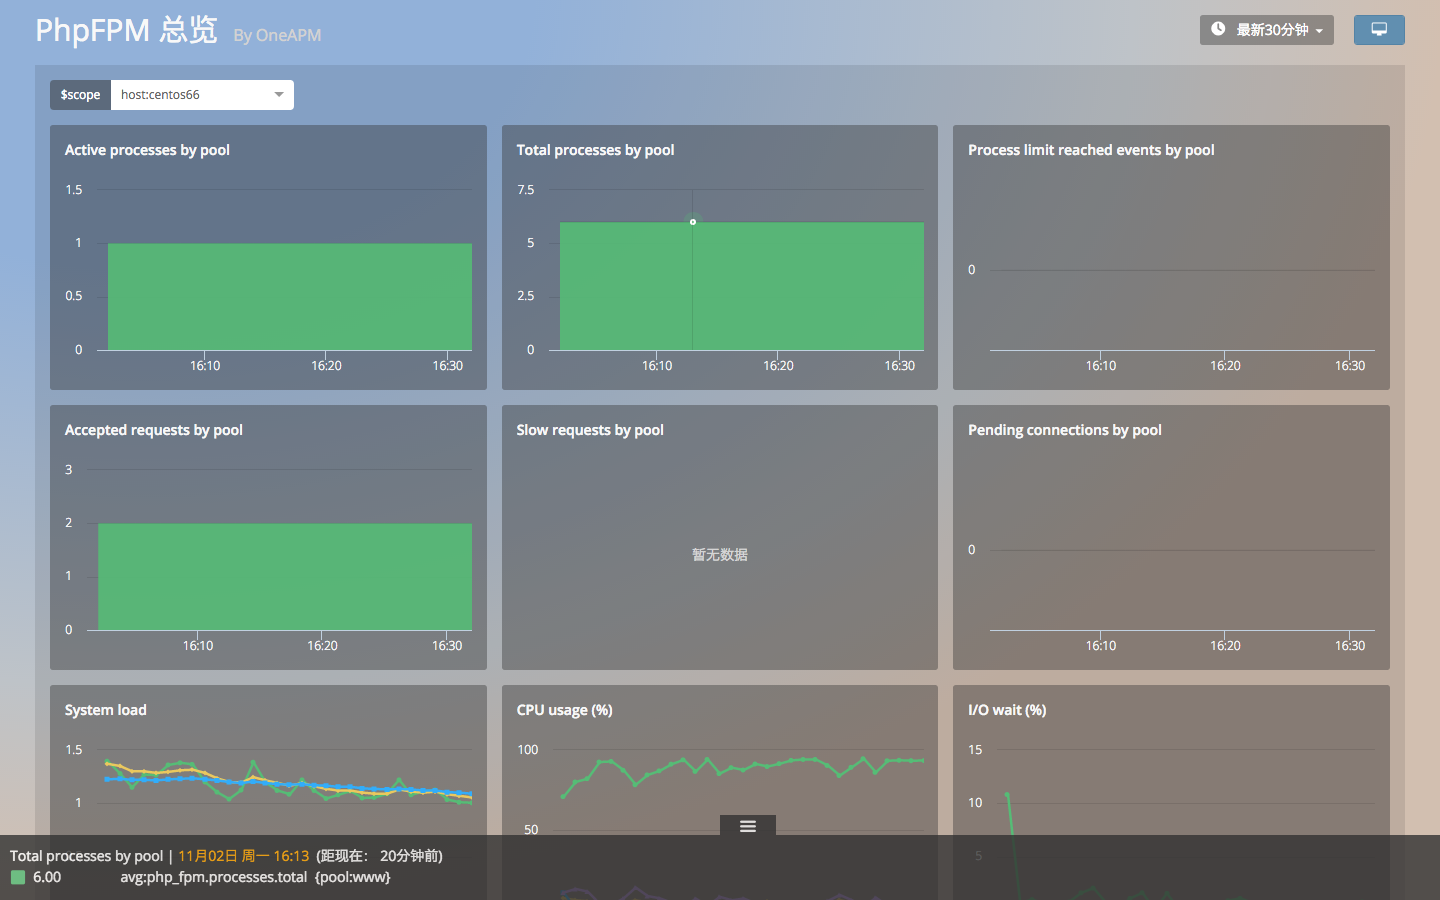 PhpFPM 总览 By OneAPM
最新30分钟
$scope host:centos66
Active processes by pool
1.5
1
0.5
0
16:10 16:20 16:30
Total processes by pool
7.5
5
2.5
0
16:10 16:20 16:30
Process limit reached events by pool
0
16:10 16:20 16:30
Accepted requests by pool
3
2
1
0
16:10 16:20 16:30
Slow requests by pool
暂无数据
Pending connections by pool
0
16:10 16:20 16:30
System load
1.5
1
CPU usage (%)
100
50
I/O wait (%)
15
10
5
Total processes by pool | 11月02日 周一 16:13 (距现在： 20分钟前)
6.00 avg:php_fpm.processes.total {pool:www}